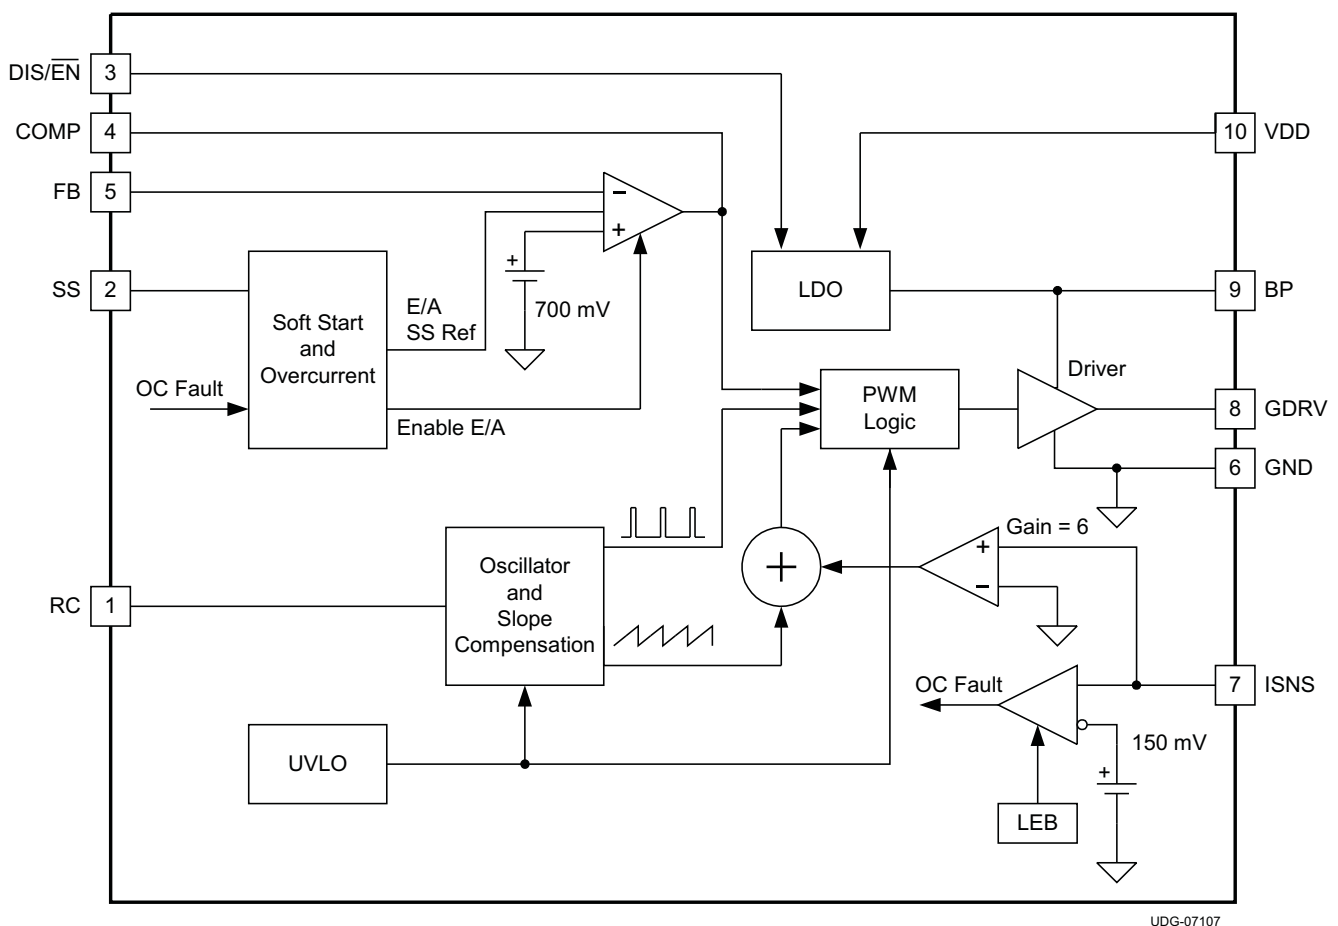 DIS/EN
3
COMP
4
10
VDD
FB
5
−
+
SS
2
Soft Start
and
Overcurrent
E/A
SS Ref
+
700 mV
LDO
9
BP
OC Fault
Enable E/A
PWM
Logic
Driver
8
GDRV
6
GND
Gain = 6
+
−
+
RC
1
Oscillator
and
Slope
Compensation
OC Fault
7
ISNS
150 mV
+
UVLO
LEB
UDG-07107